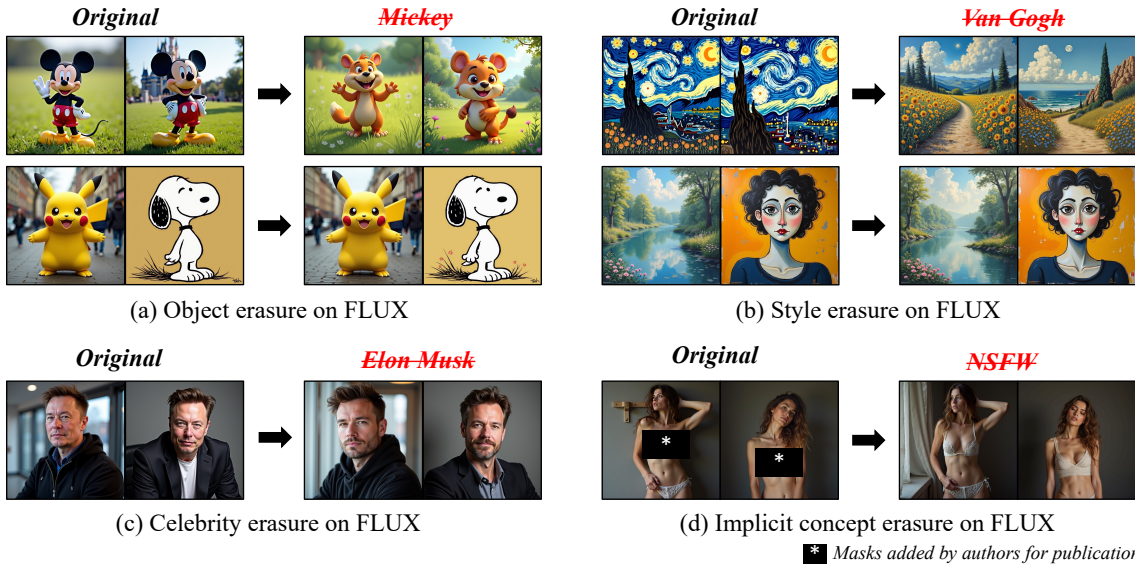 Original
Mickey
Original
Van Gogh
(a) Object erasure on FLUX
(b) Style erasure on FLUX
Original
Elon Musk
Original
NSFW
*
*
(c) Celebrity erasure on FLUX
(d) Implicit concept erasure on FLUX
* Masks added by authors for publication